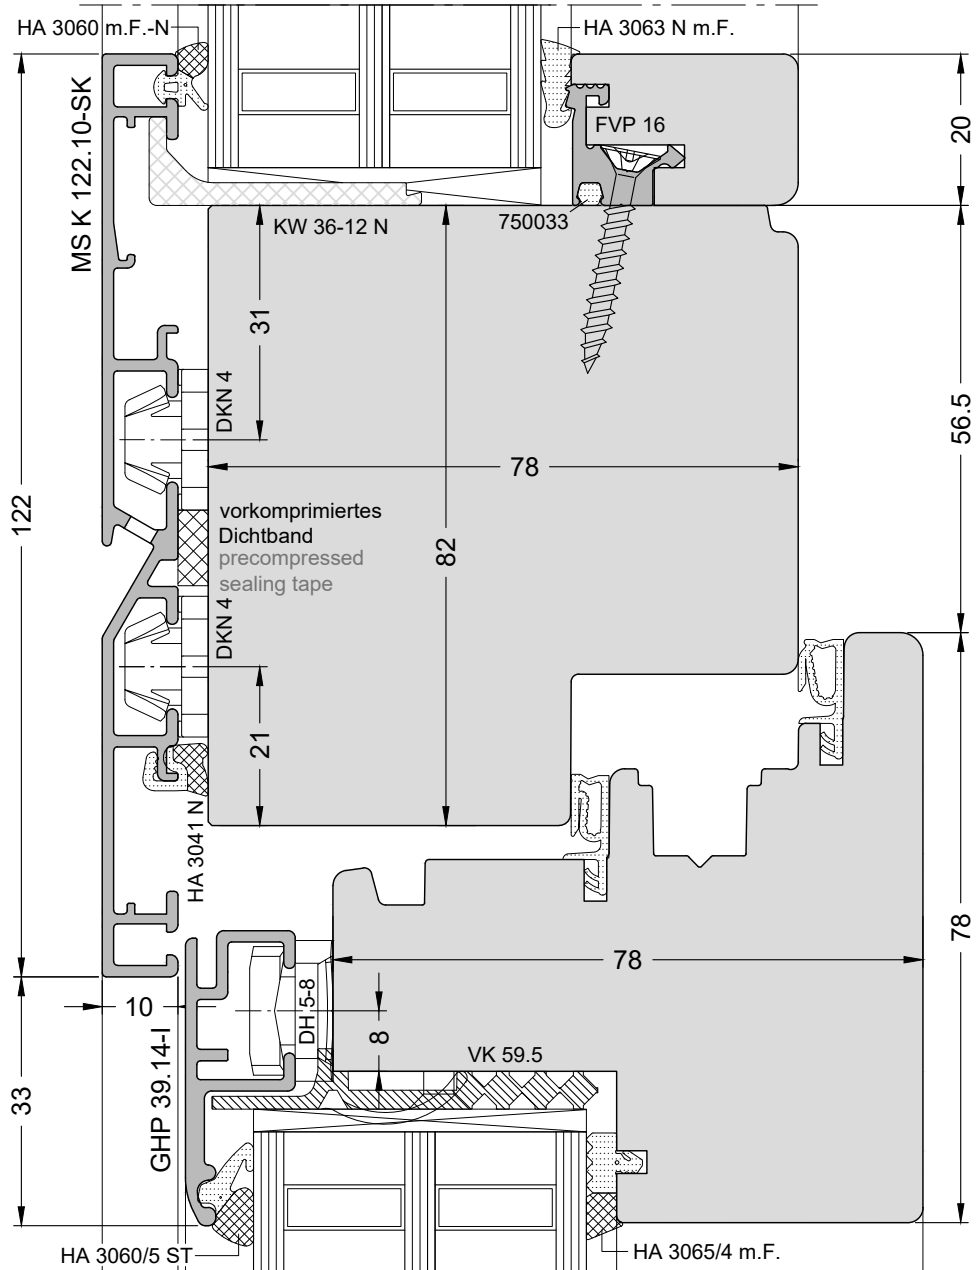 HA 3060 m.F.-N
HA 3063 N m.F.
MS K 122.10-SK
FVP 16
20
KW 36-12 N
750033
31
DKN 4
56.5
78
122
vorkomprimiertes
Dichtband
precompressed
sealing tape
82
DKN 4
21
HA 3041 N
78
78
10
DH 5-8
8
VK 59.5
GHP 39.14-I
33
HA 3060/5 ST
HA 3065/4 m.F.